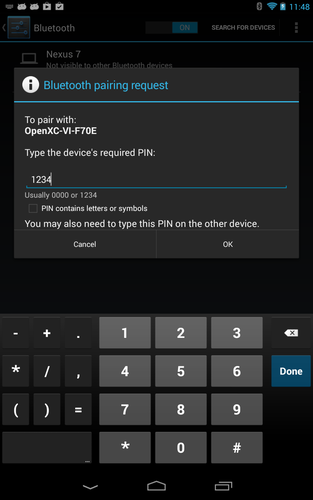 11:48
Bluetooth
ON
SEARCH FOR DEVICES
Nexus 7
Not visible to other Bluetooth devices
Bluetooth pairing request
To pair with:
OpenXC-VI-F70E
Type the device's required PIN:
1234
Usually 0000 or 1234
PIN contains letters or symbols
You may also need to type this PIN on the other device.
Cancel OK
- + . 1 2 3
* / , 4 5 6 Done
( ) = 7 8 9
_ * 0 #